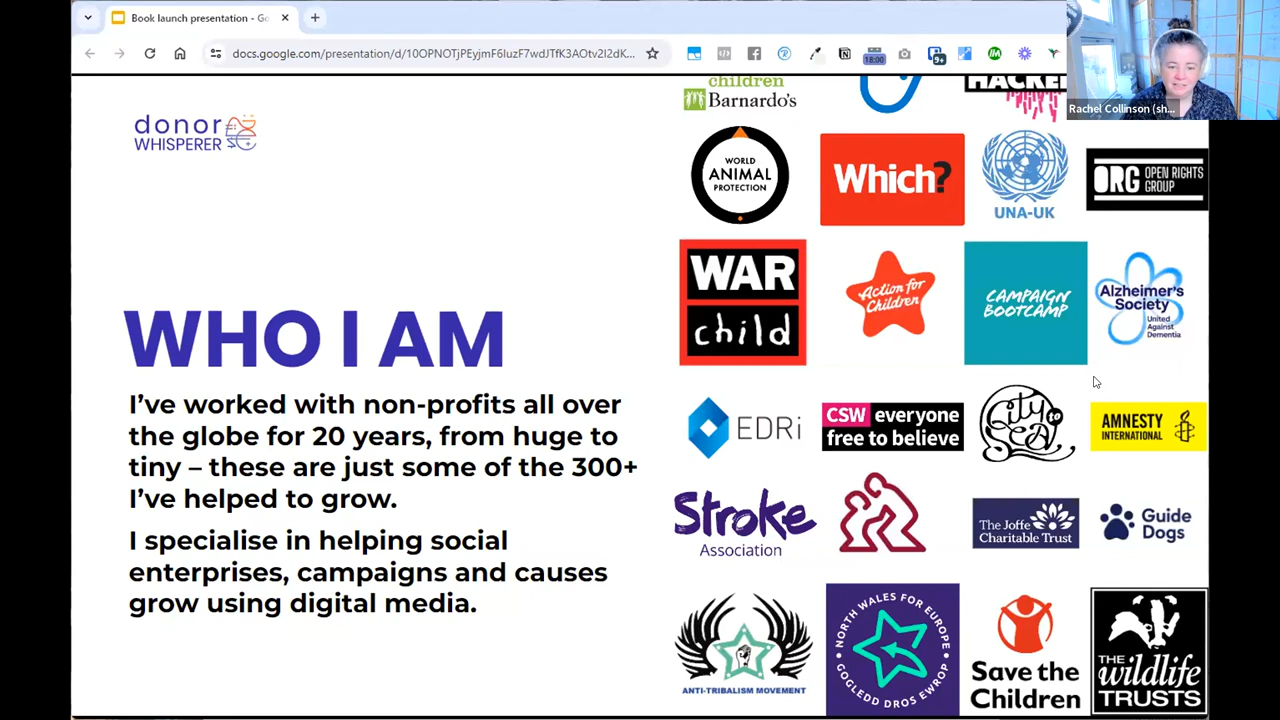 Book launch presentation - Go
docs.google.com/presentation/d/10OPNOTjPEyjmF6IuzF7wdJTfK3AOtv2I2dK...
18:00
9+
Rachel Collinson (sh...
donor
WHISPERER
children
Barnardo's
HACKED
WORLD
ANIMAL
PROTECTION
Which?
UNA-UK
ORG OPEN RIGHTS
GROUP
WAR
child
Action for
Children
CAMPAIGN
BOOTCAMP
Alzheimer's
Society
United
Against
Dementia
WHO I AM
I've worked with non-profits all over
the globe for 20 years, from huge to
tiny – these are just some of the 300+
I've helped to grow.
I specialise in helping social
enterprises, campaigns and causes
grow using digital media.
EDRi
CSW everyone
free to believe
City to
SEA
AMNESTY
INTERNATIONAL
Stroke
Association
The Joffe
Charitable Trust
Guide
Dogs
ANTI-TRIBALISM MOVEMENT
NORTH WALES FOR EUROPE
GOGLEDD DROS EWROP
Save the
Children
THE
wildlife
TRUSTS